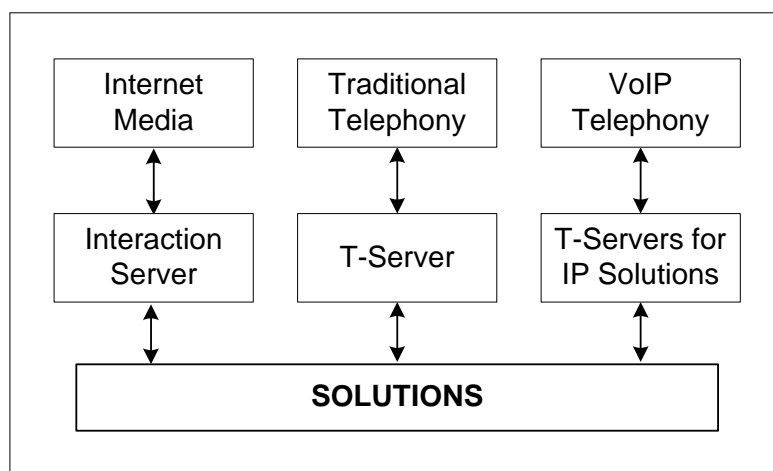 Internet
Media
Traditional
Telephony
VoIP
Telephony
Interaction
Server
T-Server
T-Servers for
IP Solutions
SOLUTIONS